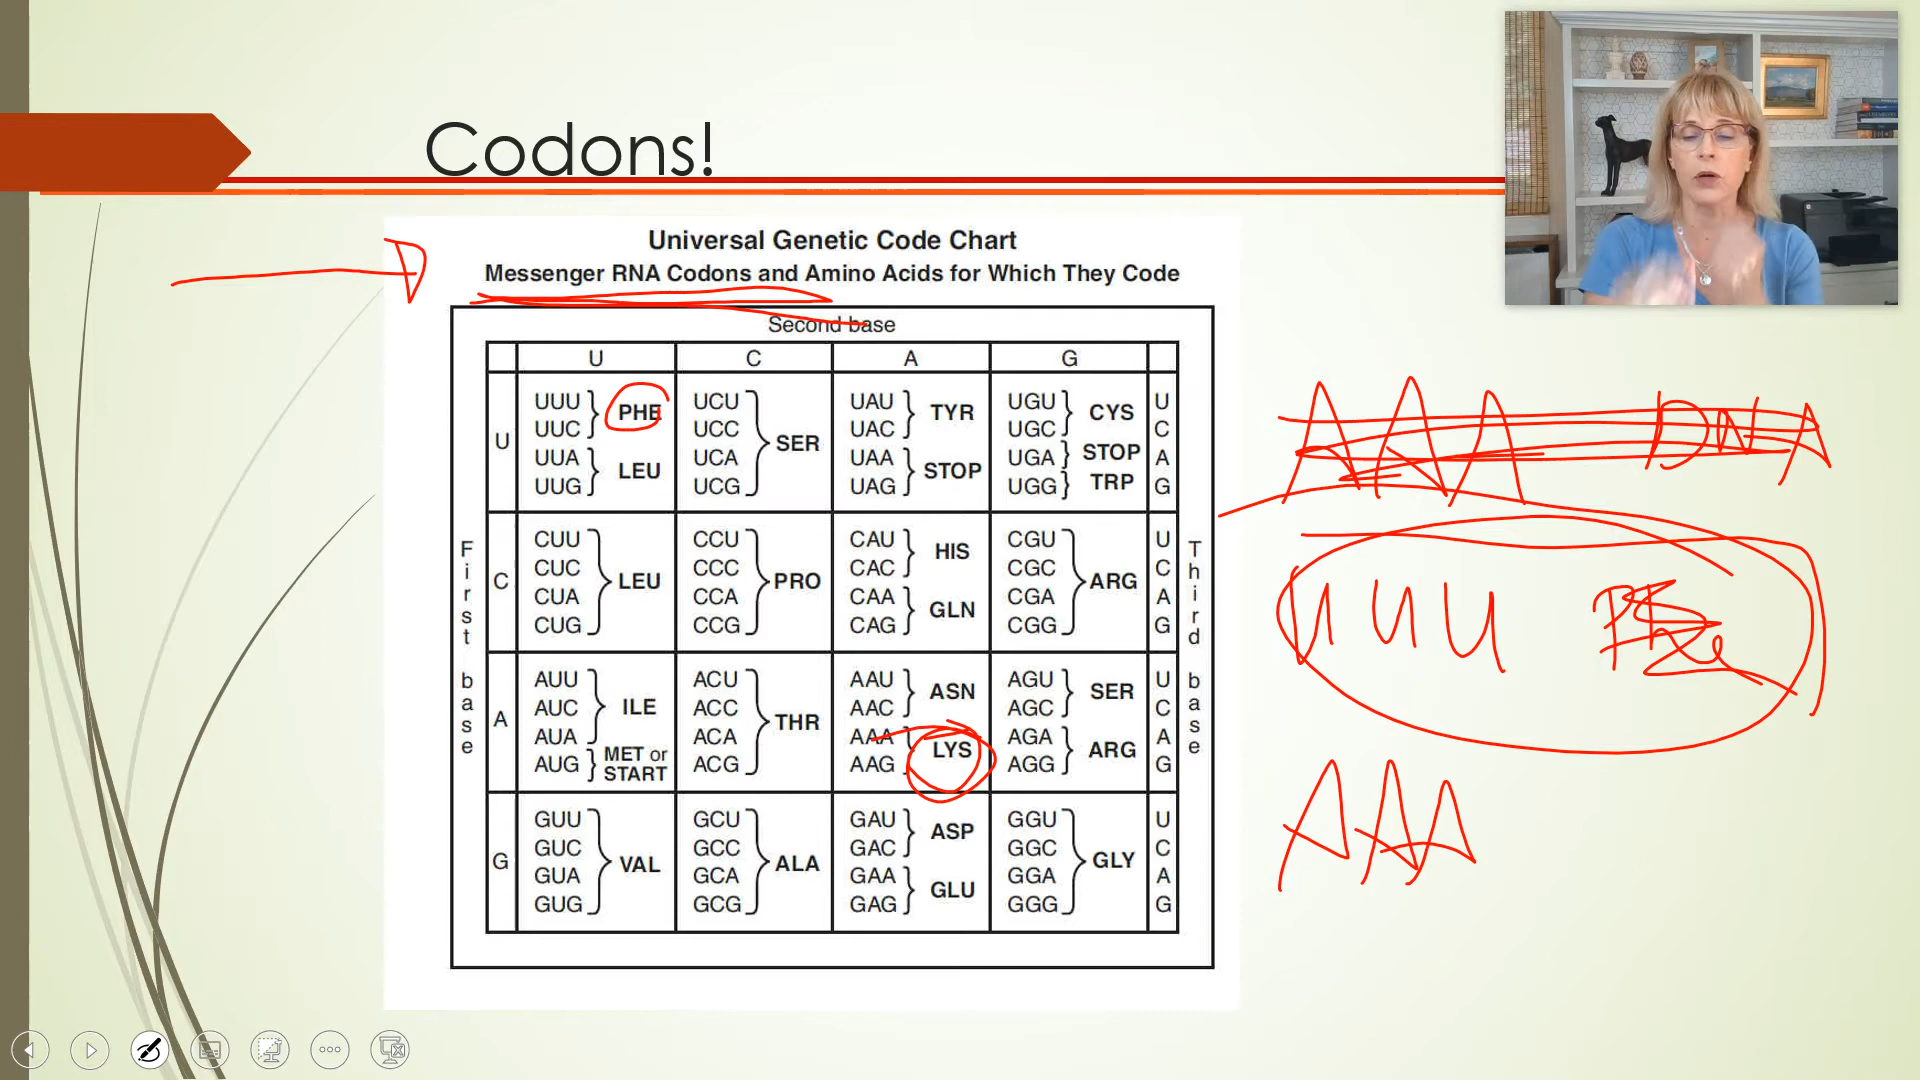 Codons!
Universal Genetic Code Chart
Messenger RNA Codons and Amino Acids for Which They Code
Second base
U C A G
First base
Third base
U
UUU UUC PHE
UUA UUG LEU
UCU UCC UCA UCG SER
UAU UAC TYR
UAA UAG STOP
UGU UGC CYS
UGA STOP
UGG TRP
U C A G
C
CUU CUC CUA CUG LEU
CCU CCC CCA CCG PRO
CAU CAC HIS
CAA CAG GLN
CGU CGC CGA CGG ARG
U C A G
A
AUU AUC AUA ILE
AUG MET or START
ACU ACC ACA ACG THR
AAU AAC ASN
AAA AAG LYS
AGU AGC SER
AGA AGG ARG
U C A G
G
GUU GUC GUA GUG VAL
GCU GCC GCA GCG ALA
GAU GAC ASP
GAA GAG GLU
GGU GGC GGA GGG GLY
U C A G
AAA DNA
UUU Phe
AAA